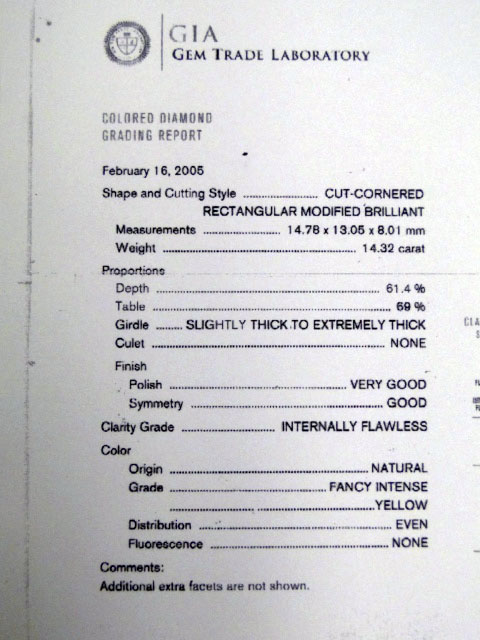 GIA
GEM TRADE LABORATORY
COLORED DIAMOND
GRADING REPORT
February 16, 2005
Shape and Cutting Style .................... CUT-CORNERED
RECTANGULAR MODIFIED BRILLIANT
Measurements .................... 14.78 x 13.05 x 8.01 mm
Weight .................... 14.32 carat
Proportions
Depth .................... 61.4 %
Table .................... 69 %
Girdle ........ SLIGHTLY THICK TO EXTREMELY THICK
Culet .................... NONE
Finish
Polish .................... VERY GOOD
Symmetry .................... GOOD
Clarity Grade .................... INTERNALLY FLAWLESS
Color
Origin .................... NATURAL
Grade .................... FANCY INTENSE
.................... YELLOW
Distribution .................... EVEN
Fluorescence .................... NONE
Comments:
Additional extra facets are not shown.